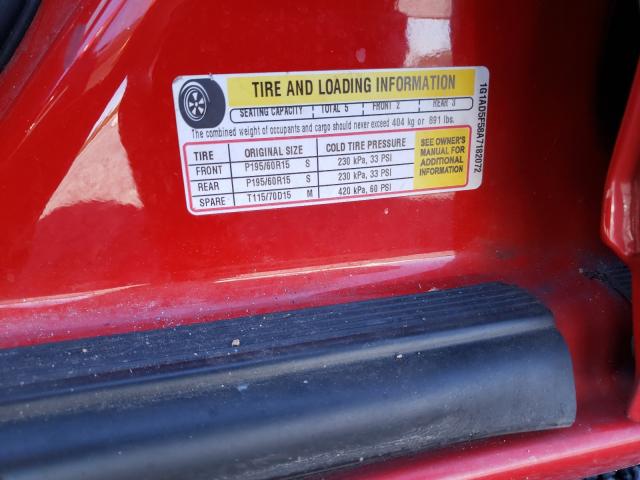 TIRE AND LOADING INFORMATION
SEATING CAPACITY TOTAL 5 FRONT 2 REAR 3
The combined weight of occupants and cargo should never exceed 404 kg or 891 lbs.
TIRE ORIGINAL SIZE COLD TIRE PRESSURE
FRONT P195/60R15 S 230 kPa, 33 PSI
REAR P195/60R15 S 230 kPa, 33 PSI
SPARE T115/70D15 M 420 kPa, 60 PSI
SEE OWNER'S
MANUAL FOR
ADDITIONAL
INFORMATION
1G1AD5F58A7182072